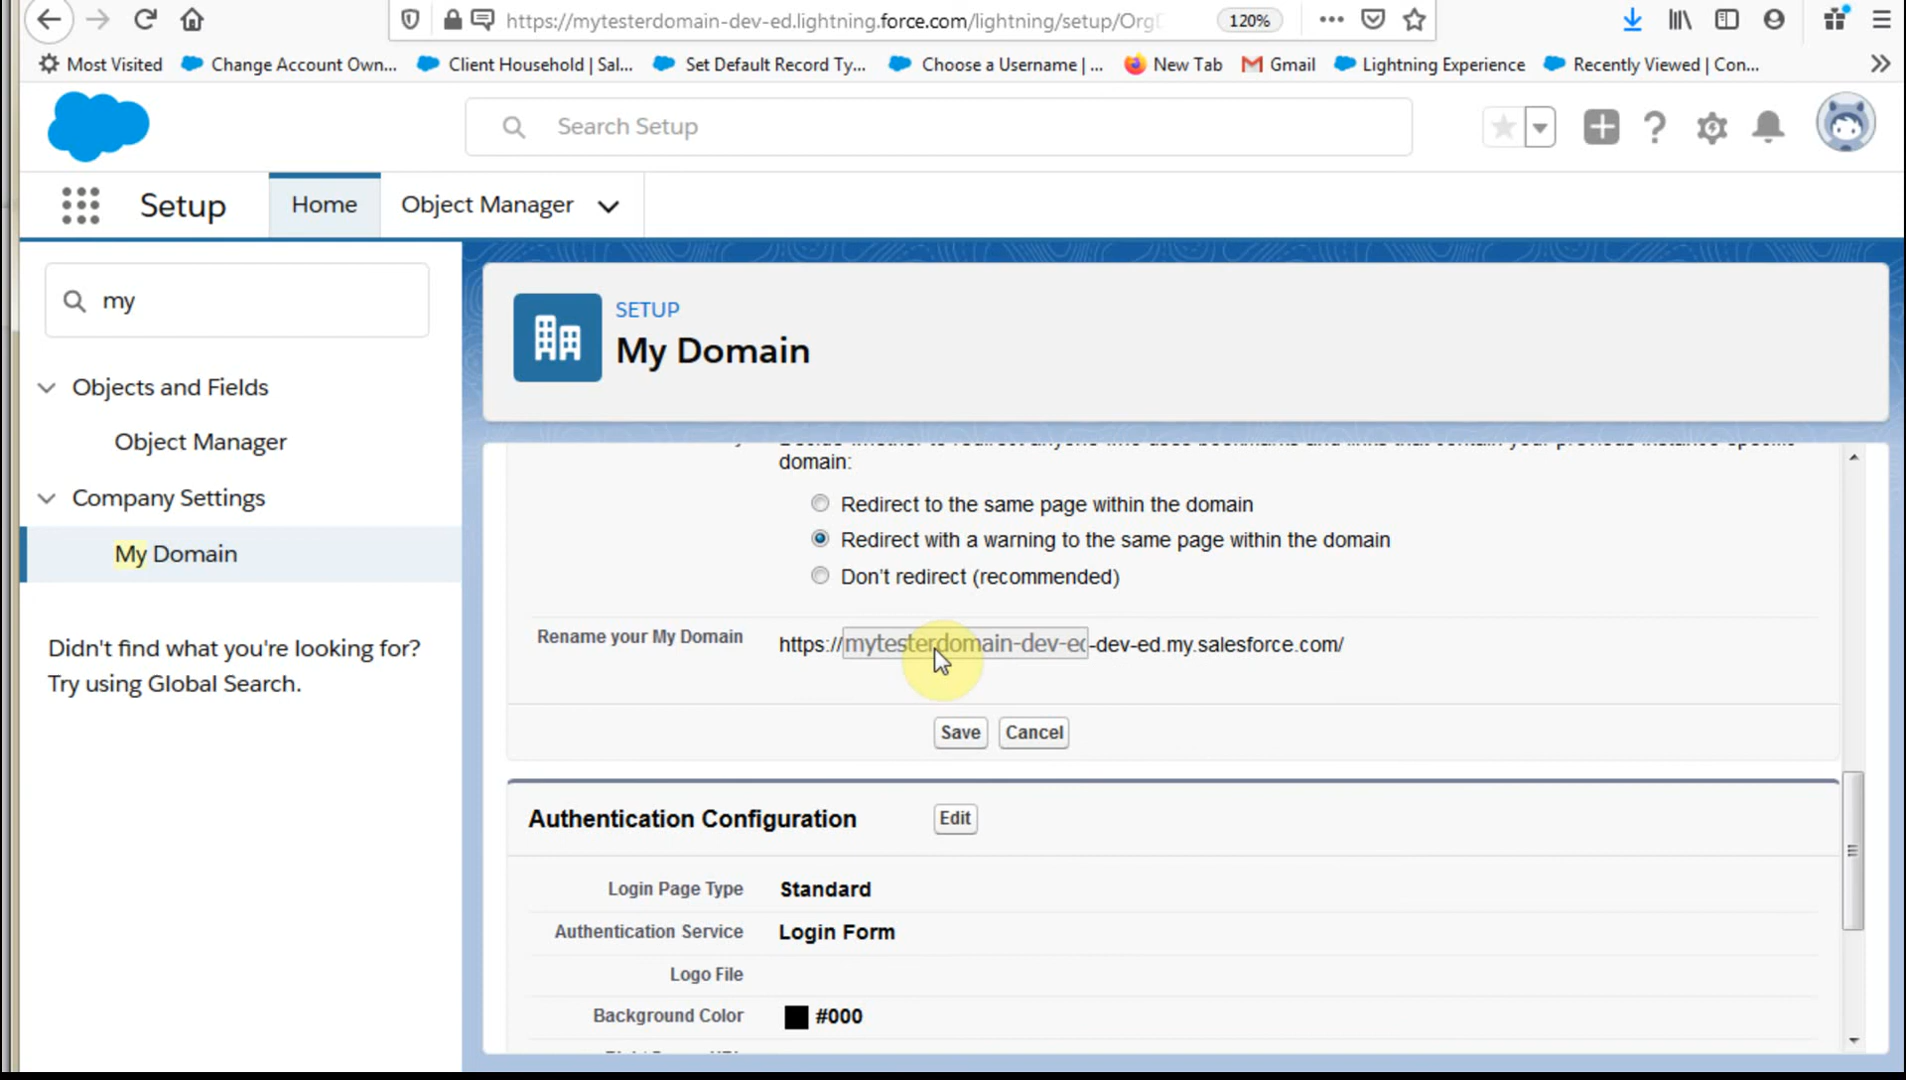 https://mytesterdomain-dev-ed.lightning.force.com/lightning/setup/Org
120%
Most Visited
Change Account Own...
Client Household | Sal...
Set Default Record Ty...
Choose a Username | ...
New Tab
Gmail
Lightning Experience
Recently Viewed | Con...
Search Setup
Setup
Home
Object Manager
my
Objects and Fields
Object Manager
Company Settings
My Domain
Didn't find what you're looking for?
Try using Global Search.
SETUP
My Domain
domain:
Redirect to the same page within the domain
Redirect with a warning to the same page within the domain
Don't redirect (recommended)
Rename your My Domain
https:// mytesterdomain-dev-ed -dev-ed.my.salesforce.com/
Save
Cancel
Authentication Configuration
Edit
Login Page Type
Standard
Authentication Service
Login Form
Logo File
Background Color
#000